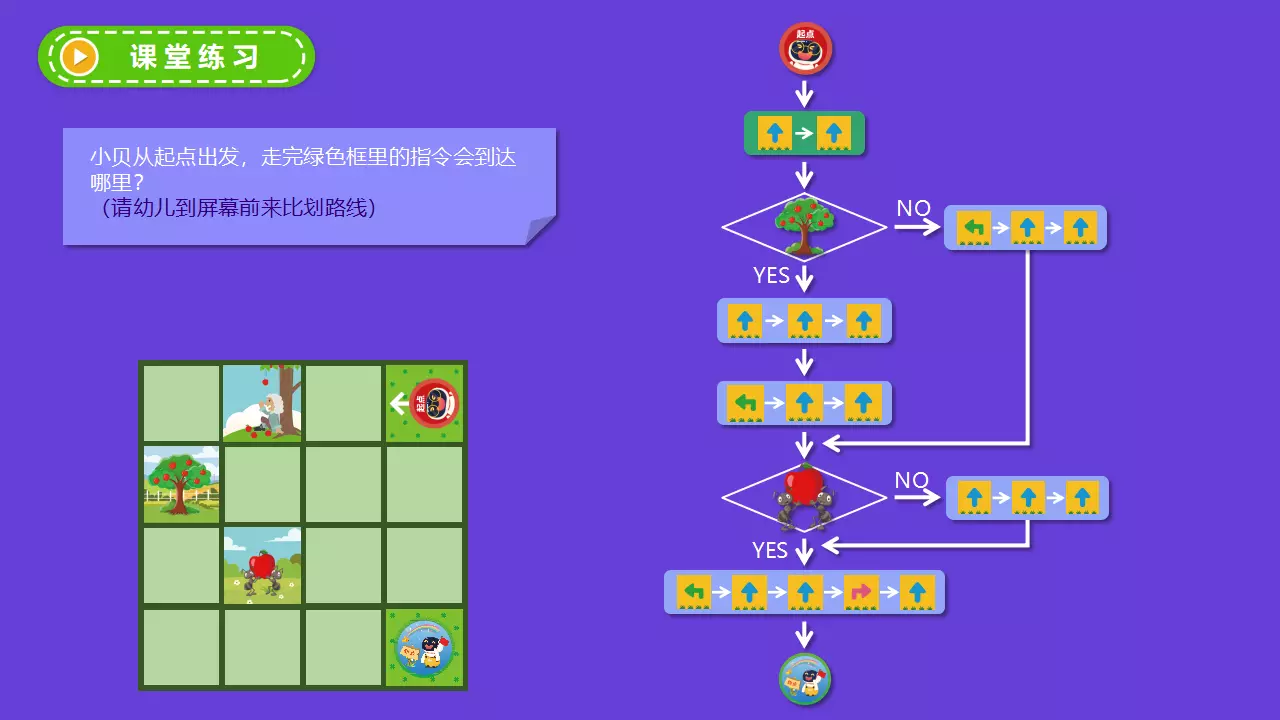 课堂练习
小贝从起点出发，走完绿色框里的指令会到达
哪里？
（请幼儿到屏幕前来比划路线）
起点
NO
YES
NO
YES
起点